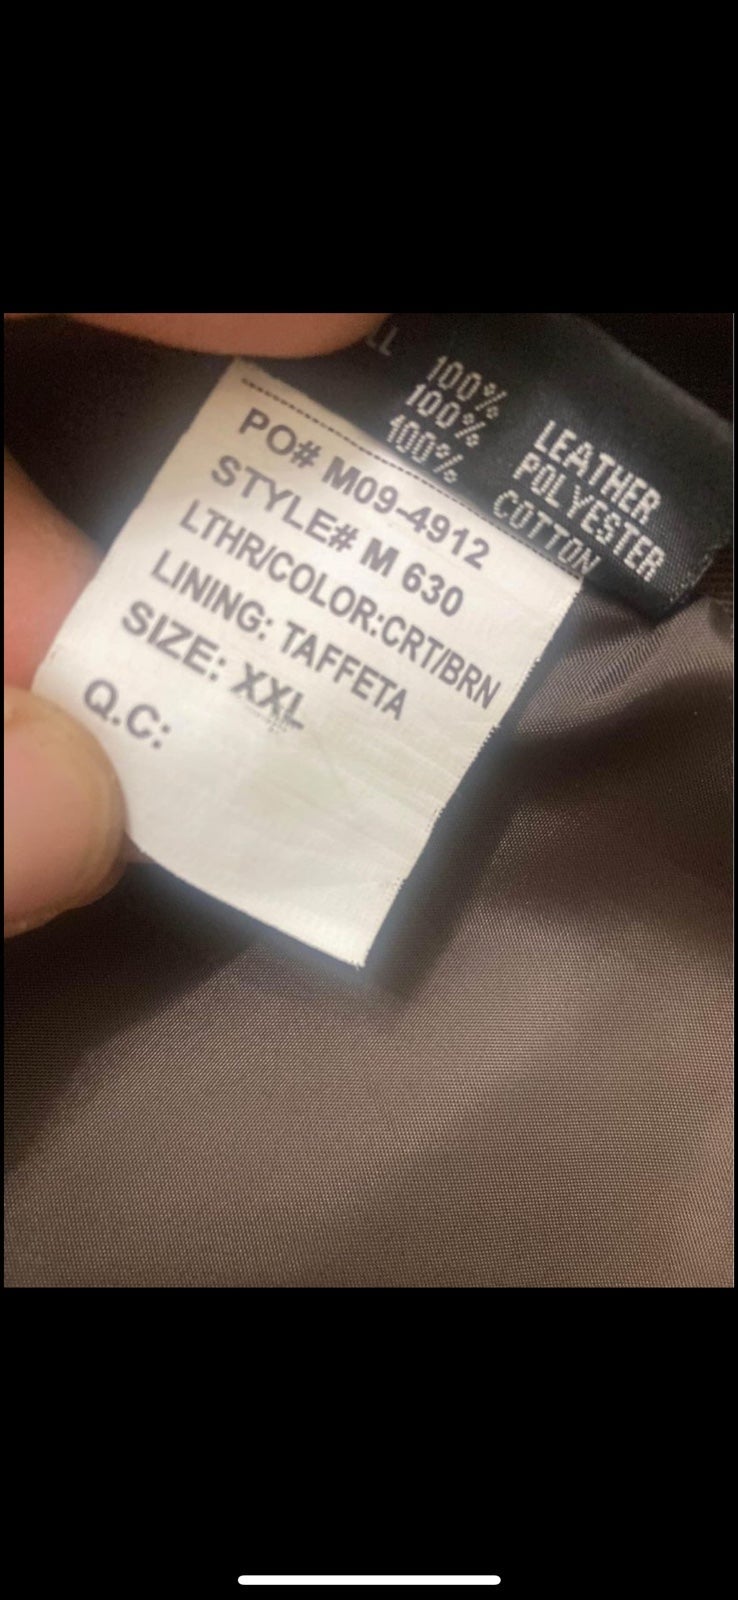 LL
100% LEATHER
100% POLYESTER
100% COTTON
PO# M09-4912
STYLE# M 630
LTHR/COLOR:CRT/BRN
LINING: TAFFETA
SIZE: XXL
Q.C: